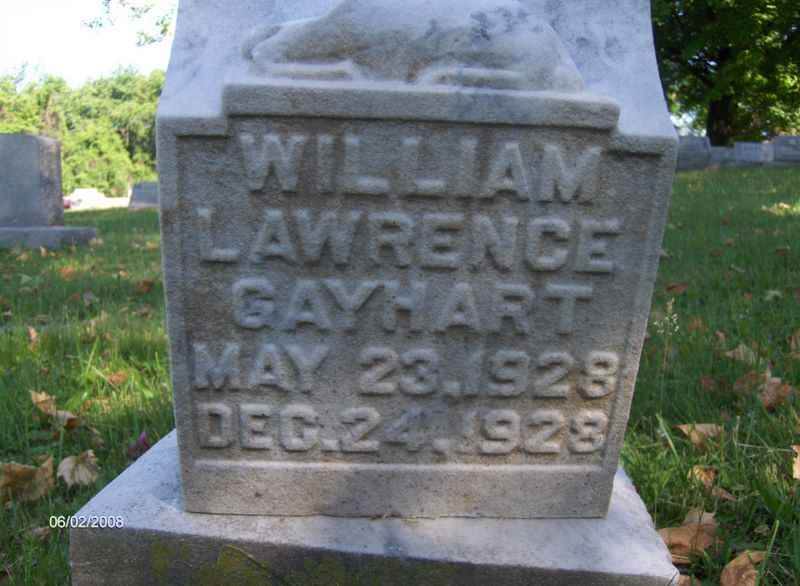 WILLIAM
LAWRENCE
GAYHART
MAY 23,1928
DEC.24,1928
06/02/2008